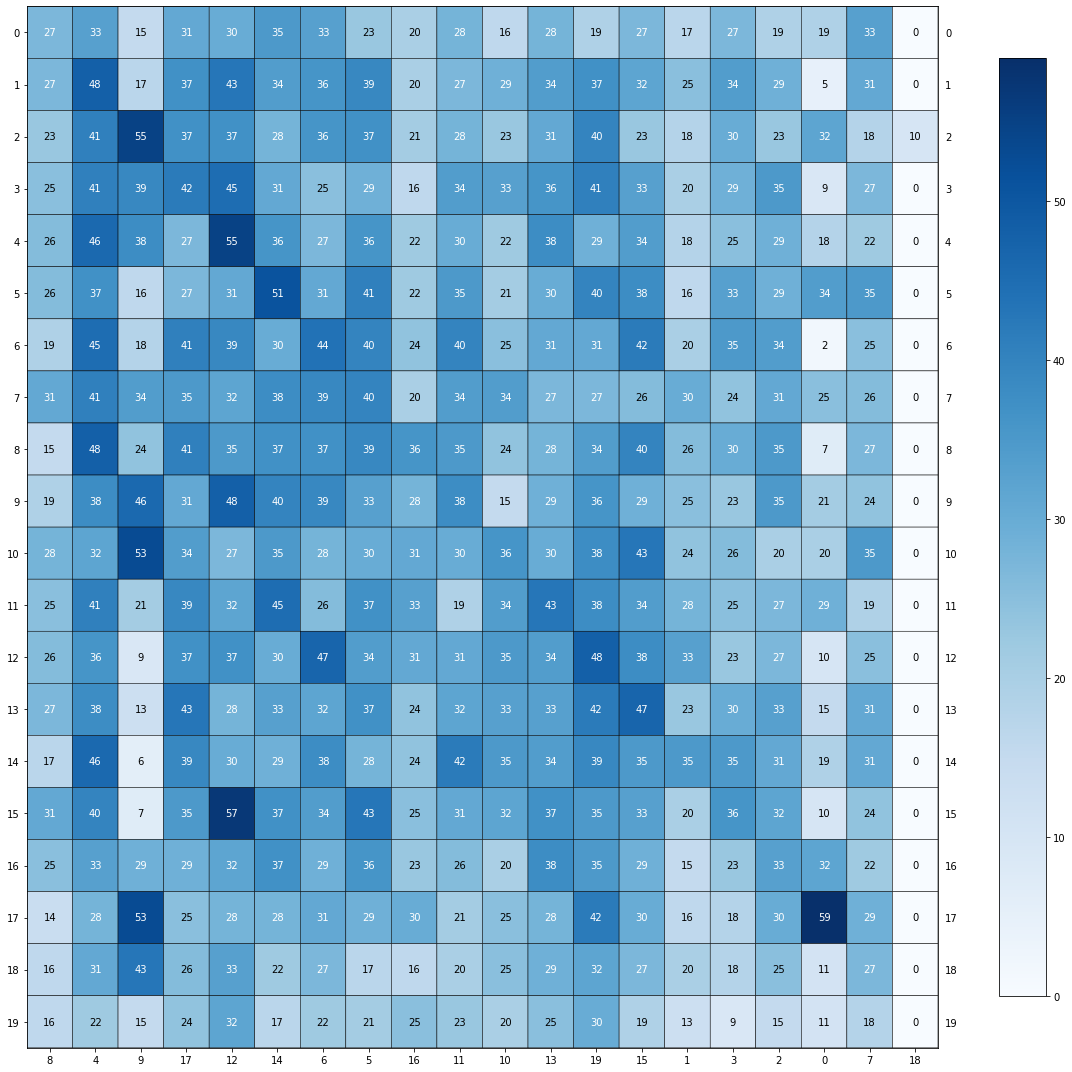 0 27 33 15 31 30 35 33 23 20 28 16 28 19 27 17 27 19 19 33 0 0
1 27 48 17 37 43 34 36 39 20 27 29 34 37 32 25 34 29 5 31 0 1
2 23 41 55 37 37 28 36 37 21 28 23 31 40 23 18 30 23 32 18 10 2
3 25 41 39 42 45 31 25 29 16 34 33 36 41 33 20 29 35 9 27 0 3
50
4 26 46 38 27 55 36 27 36 22 30 22 38 29 34 18 25 29 18 22 0 4
5 26 37 16 27 31 51 31 41 22 35 21 30 40 38 16 33 29 34 35 0 5
6 19 45 18 41 39 30 44 40 24 40 25 31 31 42 20 35 34 2 25 0 6
40
7 31 41 34 35 32 38 39 40 20 34 34 27 27 26 30 24 31 25 26 0 7
8 15 48 24 41 35 37 37 39 36 35 24 28 34 40 26 30 35 7 27 0 8
9 19 38 46 31 48 40 39 33 28 38 15 29 36 29 25 23 35 21 24 0 9
30
10 28 32 53 34 27 35 28 30 31 30 36 30 38 43 24 26 20 20 35 0 10
11 25 41 21 39 32 45 26 37 33 19 34 43 38 34 28 25 27 29 19 0 11
12 26 36 9 37 37 30 47 34 31 31 35 34 48 38 33 23 27 10 25 0 12
20
13 27 38 13 43 28 33 32 37 24 32 33 33 42 47 23 30 33 15 31 0 13
14 17 46 6 39 30 29 38 28 24 42 35 34 39 35 35 35 31 19 31 0 14
15 31 40 7 35 57 37 34 43 25 31 32 37 35 33 20 36 32 10 24 0 15
10
16 25 33 29 29 32 37 29 36 23 26 20 38 35 29 15 23 33 32 22 0 16
17 14 28 53 25 28 28 31 29 30 21 25 28 42 30 16 18 30 59 29 0 17
18 16 31 43 26 33 22 27 17 16 20 25 29 32 27 20 18 25 11 27 0 18
0
19 16 22 15 24 32 17 22 21 25 23 20 25 30 19 13 9 15 11 18 0 19
8 4 9 17 12 14 6 5 16 11 10 13 19 15 1 3 2 0 7 18